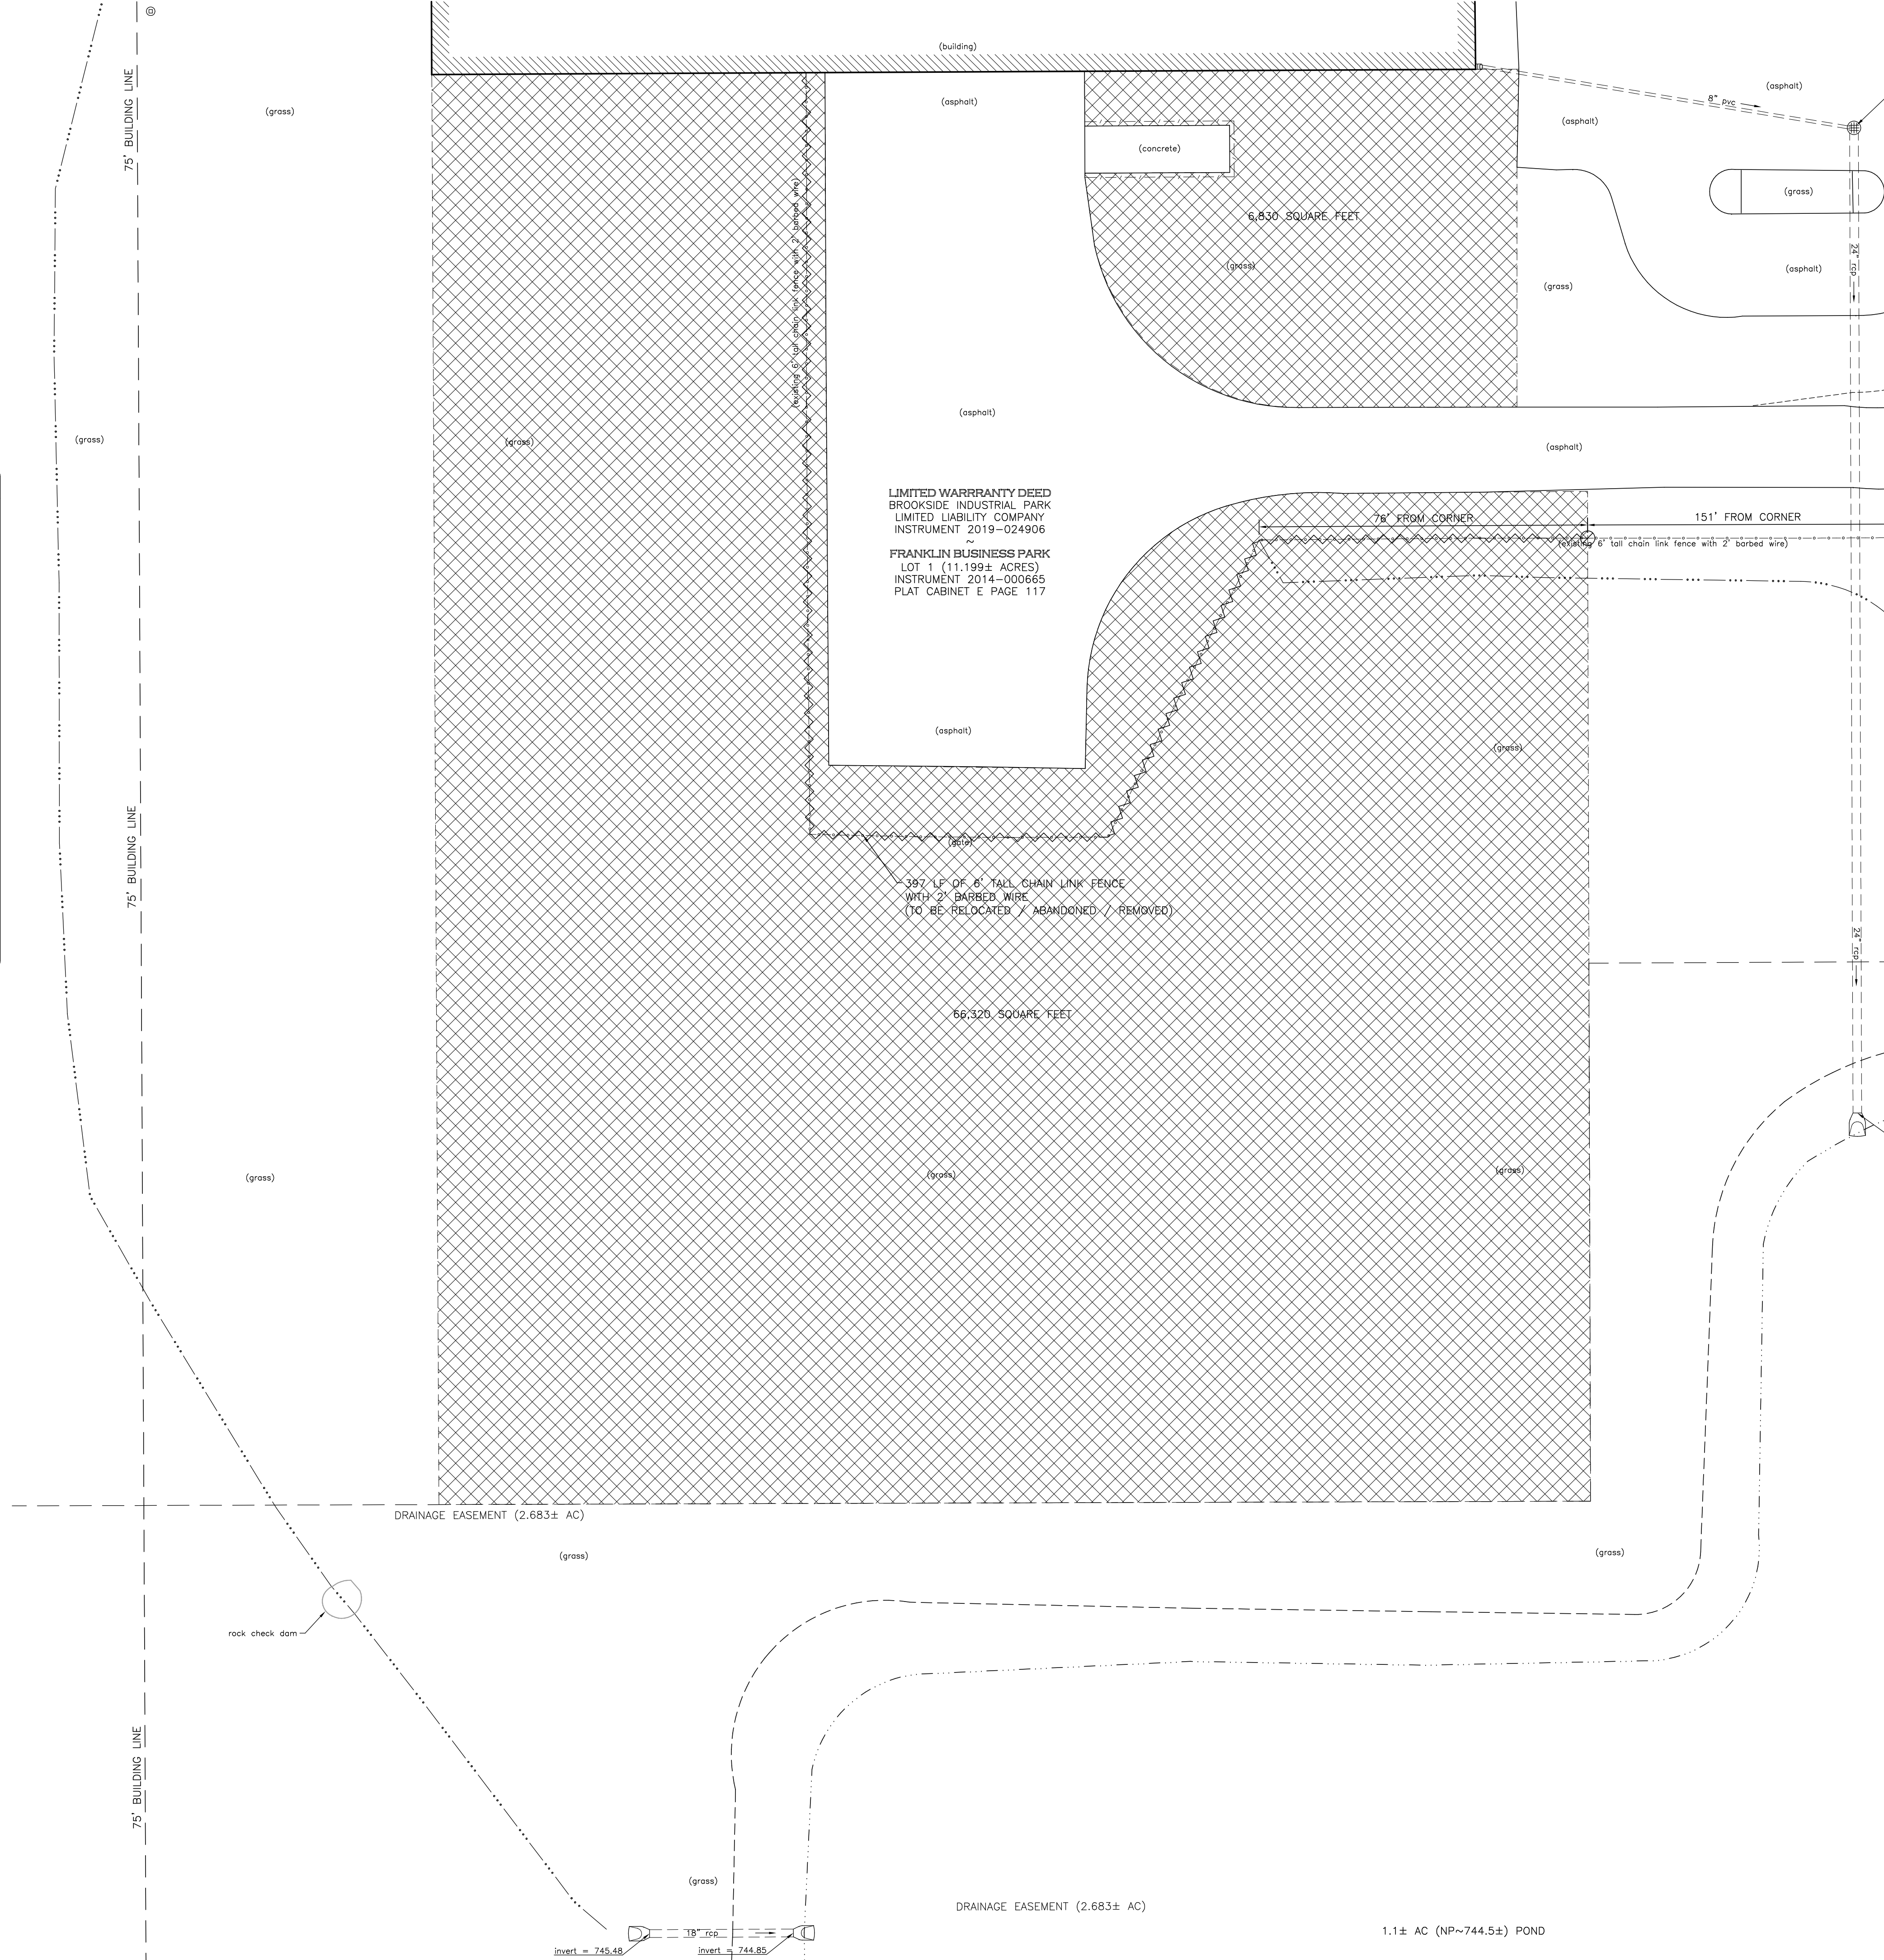 (building)
75' BUILDING LINE
(grass)
(asphalt)
8" pvc
(asphalt)
(asphalt)
(concrete)
(grass)
(existing 6' tall chain link fence with 2' barbed wire)
6,830 SQUARE FEET
(grass)
24" rcp
(asphalt)
(grass)
(grass)
(grass)
(asphalt)
(asphalt)
LIMITED WARRRANTY DEED
BROOKSIDE INDUSTRIAL PARK
LIMITED LIABILITY COMPANY
INSTRUMENT 2019-024906
~
FRANKLIN BUSINESS PARK
LOT 1 (11.199± ACRES)
INSTRUMENT 2014-000665
PLAT CABINET E PAGE 117
76' FROM CORNER
151' FROM CORNER
(existing 6' tall chain link fence with 2' barbed wire)
(asphalt)
(grass)
75' BUILDING LINE
(gate)
397 LF OF 6' TALL CHAIN LINK FENCE
WITH 2' BARBED WIRE
(TO BE RELOCATED / ABANDONED / REMOVED)
24" rcp
66,320 SQUARE FEET
(grass)
(grass)
(grass)
DRAINAGE EASEMENT (2.683± AC)
(grass)
(grass)
rock check dam
75' BUILDING LINE
(grass)
DRAINAGE EASEMENT (2.683± AC)
1.1± AC (NP~744.5±) POND
18" rcp
invert = 745.48
invert = 744.85